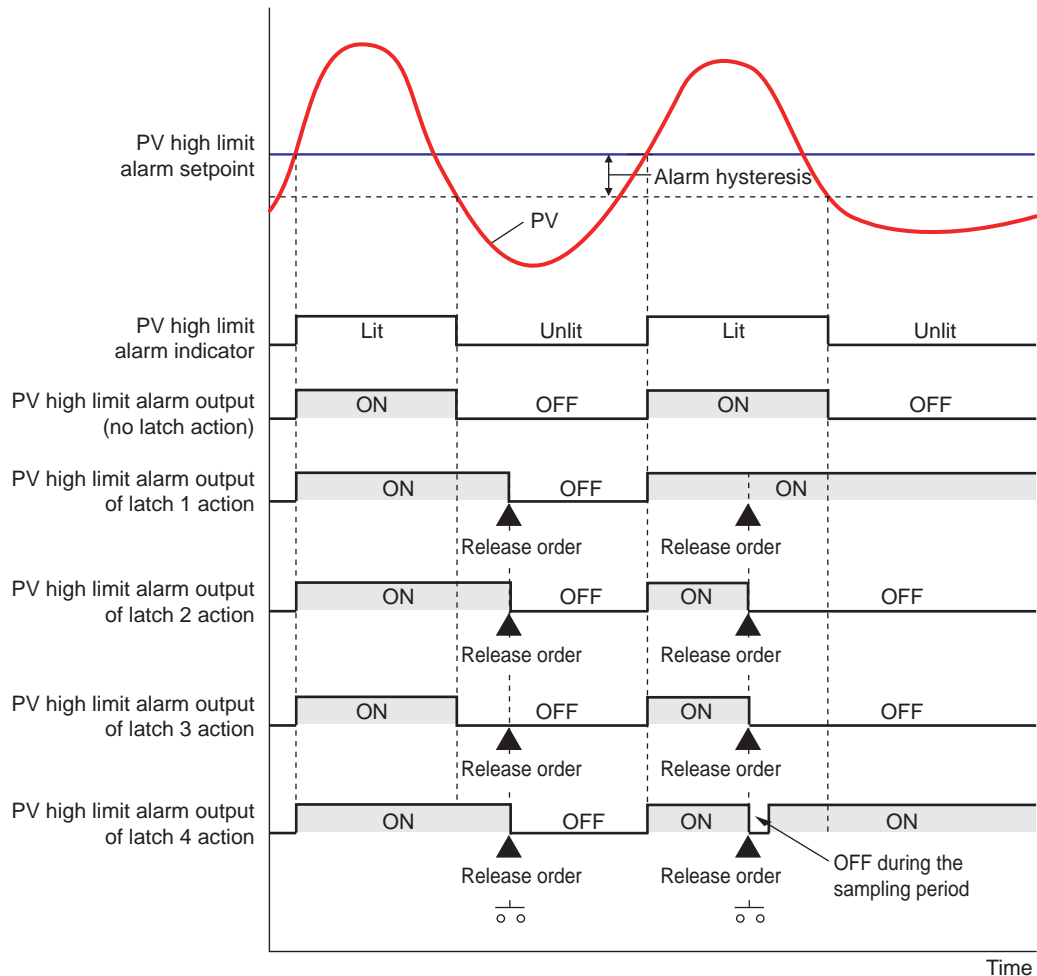 PV high limit
alarm setpoint
Alarm hysteresis
PV
PV high limit
alarm indicator
Lit
Unlit
Lit
Unlit
PV high limit alarm output
(no latch action)
ON
OFF
ON
OFF
PV high limit alarm output
of latch 1 action
ON
OFF
ON
Release order
Release order
PV high limit alarm output
of latch 2 action
ON
OFF
ON
OFF
Release order
Release order
PV high limit alarm output
of latch 3 action
ON
OFF
ON
OFF
Release order
Release order
PV high limit alarm output
of latch 4 action
ON
OFF
ON
ON
Release order
Release order
OFF during the
sampling period
Time